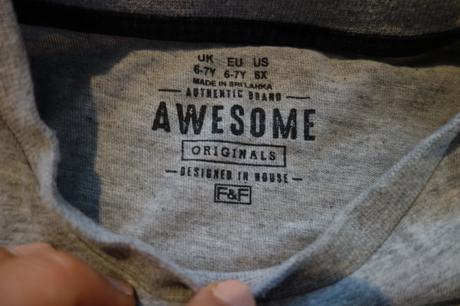 UK EU US
6-7Y 6-7Y 6X
MADE IN SRI LANKA
AUTHENTIC BRAND
AWESOME
ORIGINALS
DESIGNED IN HOUSE
F&F